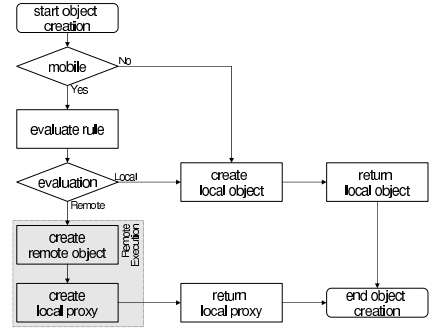 start object
creation
mobile
No
Yes
evaluate rule
evaluation
Local
Remote
create
local object
return
local object
create
remote object
Remote
Execution
create
local proxy
return
local proxy
end object
creation